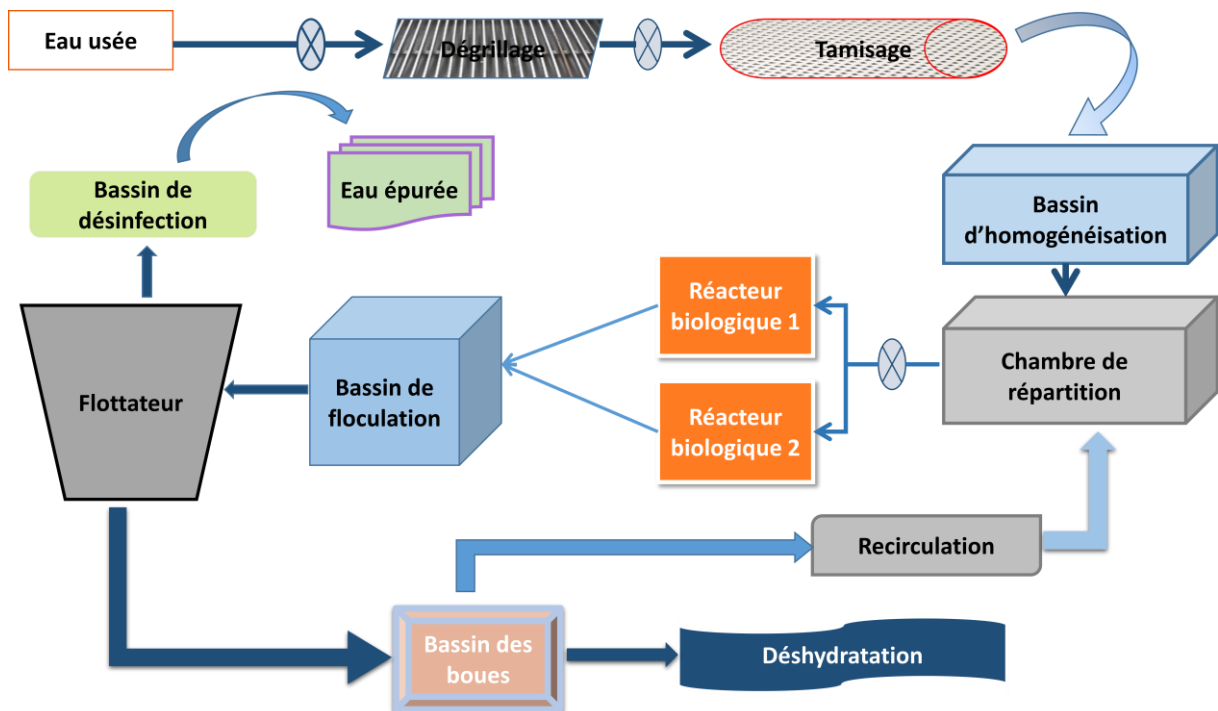 Eau usée
Dégrillage
Tamisage
Bassin
d’homogénéisation
Chambre de
répartition
Réacteur
biologique 1
Réacteur
biologique 2
Bassin de
floculation
Flottateur
Bassin de
désinfection
Eau épurée
Bassin des
boues
Recirculation
Déshydratation